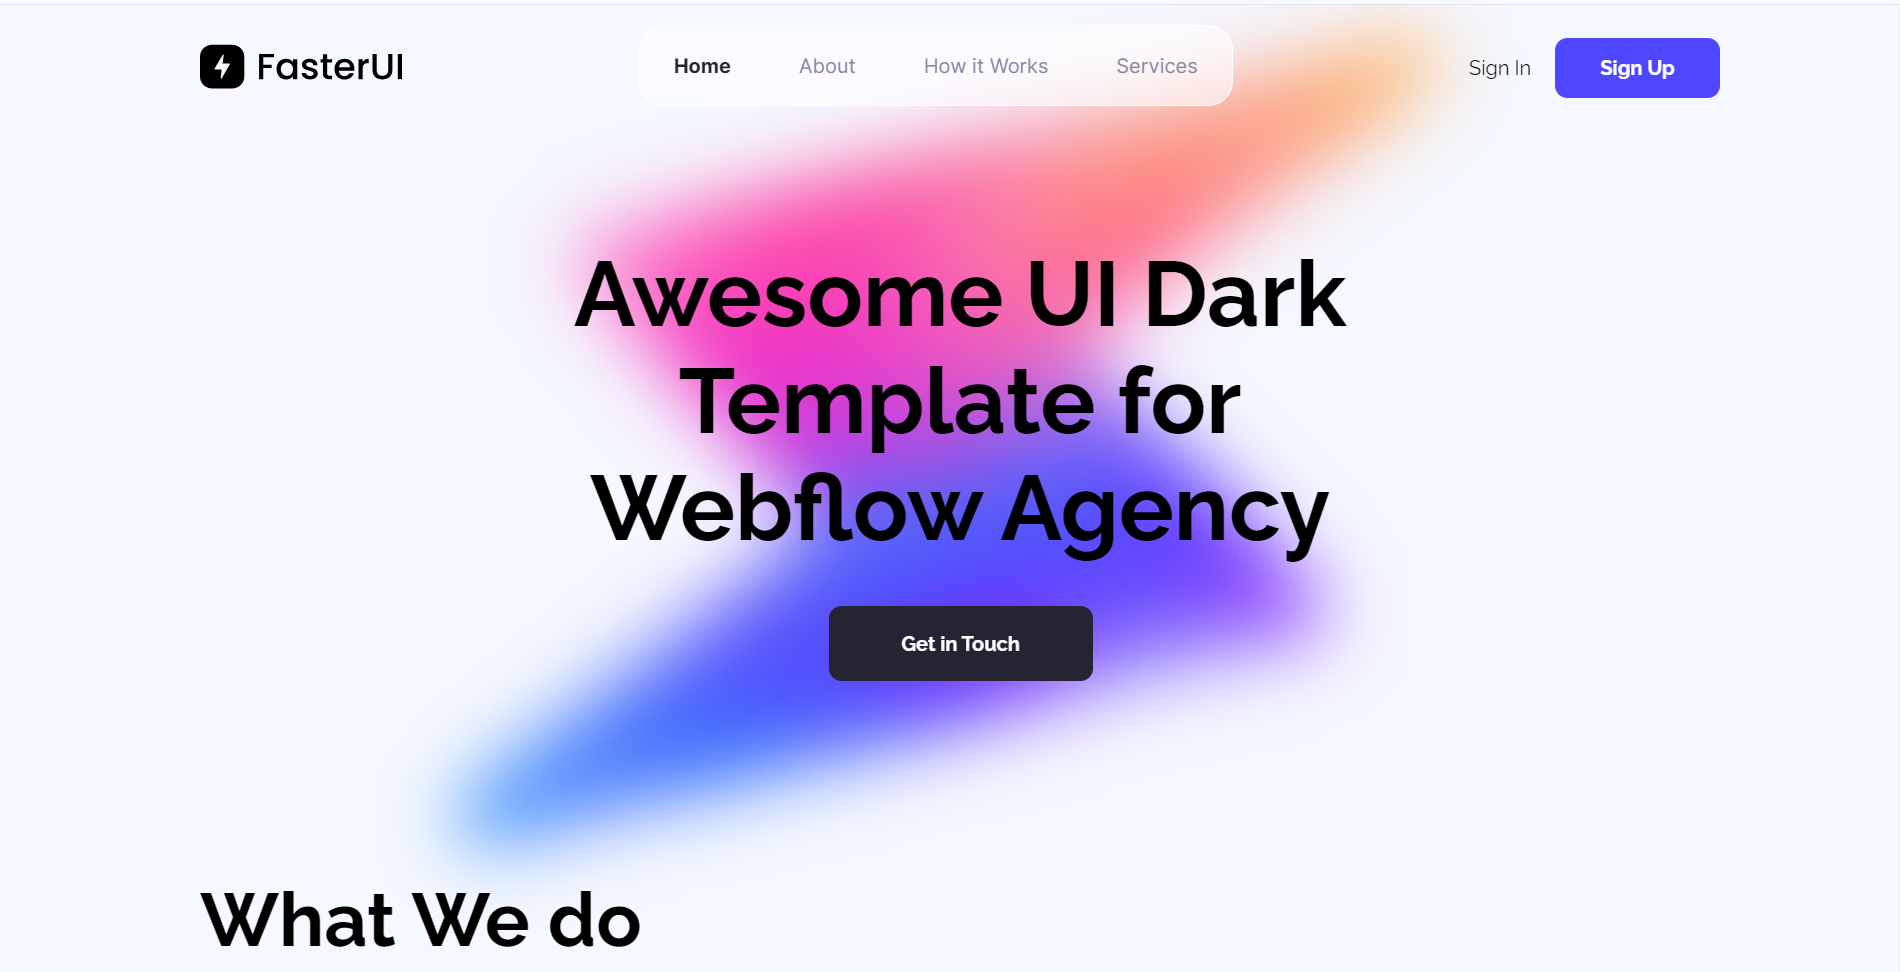 FasterUI
Home About How it Works Services
Sign In Sign Up
Awesome UI Dark
Template for
Webflow Agency
Get in Touch
What We do